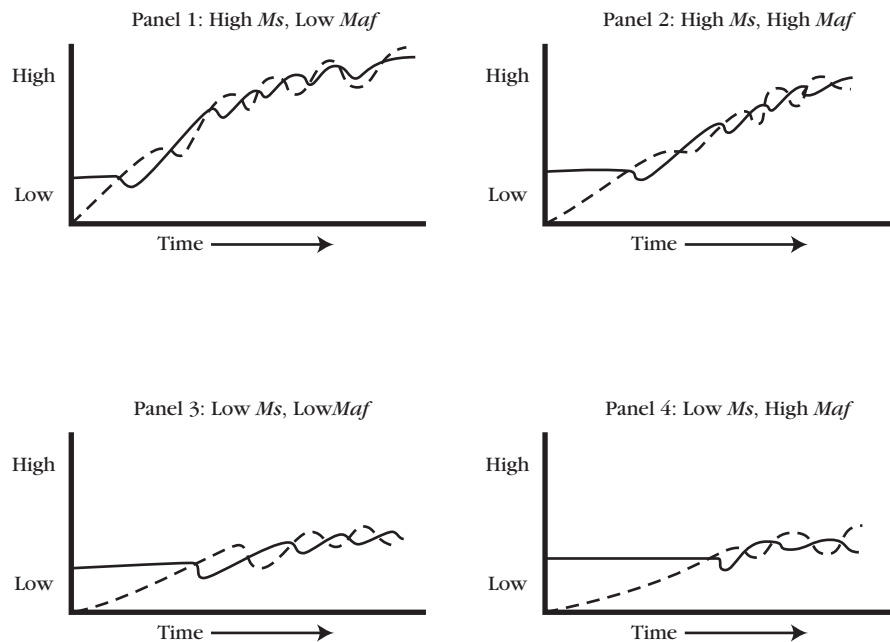 Panel 1: High Ms, Low Maf
High
Low
Time
Panel 2: High Ms, High Maf
High
Low
Time
Panel 3: Low Ms, LowMaf
High
Low
Time
Panel 4: Low Ms, High Maf
High
Low
Time